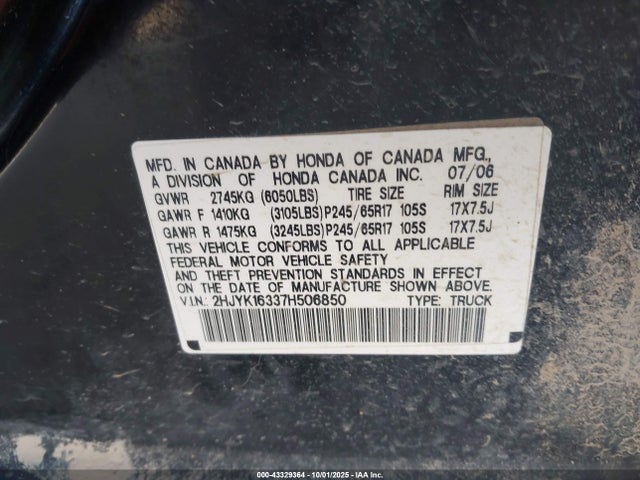 MFD. IN CANADA BY HONDA OF CANADA MFG.,
A DIVISION OF HONDA CANADA INC. 07/06
GVWR 2745KG (6050LBS) TIRE SIZE RIM SIZE
GAWR F 1410KG (3105LBS)P245/65R17 105S 17X7.5J
GAWR R 1475KG (3245LBS)P245/65R17 105S 17X7.5J
THIS VEHICLE CONFORMS TO ALL APPLICABLE
FEDERAL MOTOR VEHICLE SAFETY
AND THEFT PREVENTION STANDARDS IN EFFECT
ON THE DATE OF MANUFACTURE SHOWN ABOVE.
V.I.N.: 2HJYK16337H506850 TYPE: TRUCK
000-43329364 - 10/01/2025 - IAA Inc.